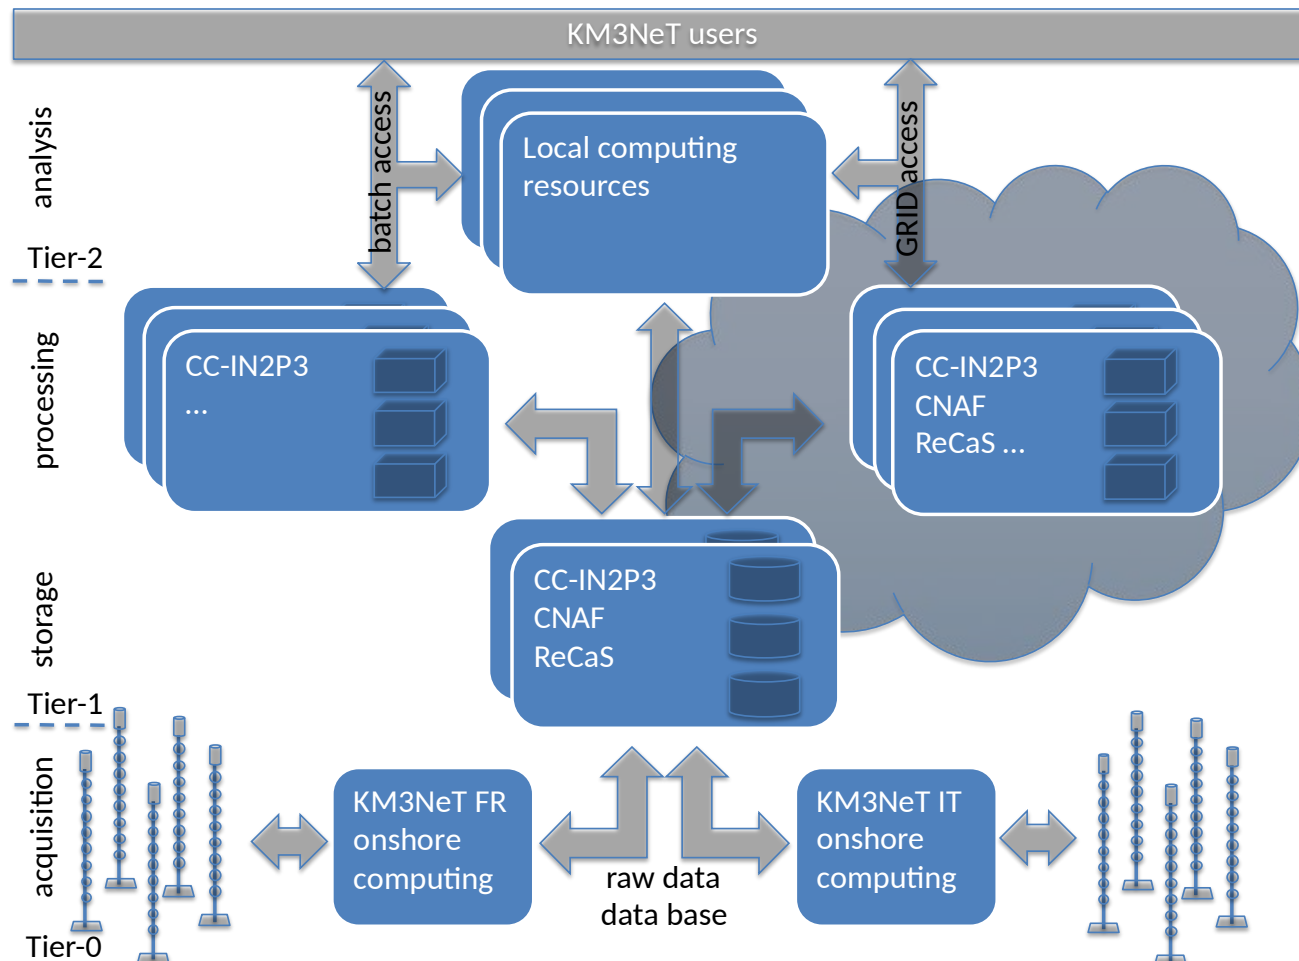 KM3NeT users
analysis
batch access
Local computing
resources
GRID access
Tier-2
processing
CC-IN2P3
...
CC-IN2P3
CNAF
ReCaS ...
storage
CC-IN2P3
CNAF
ReCaS
Tier-1
acquisition
KM3NeT FR
onshore
computing
raw data
data base
KM3NeT IT
onshore
computing
Tier-0